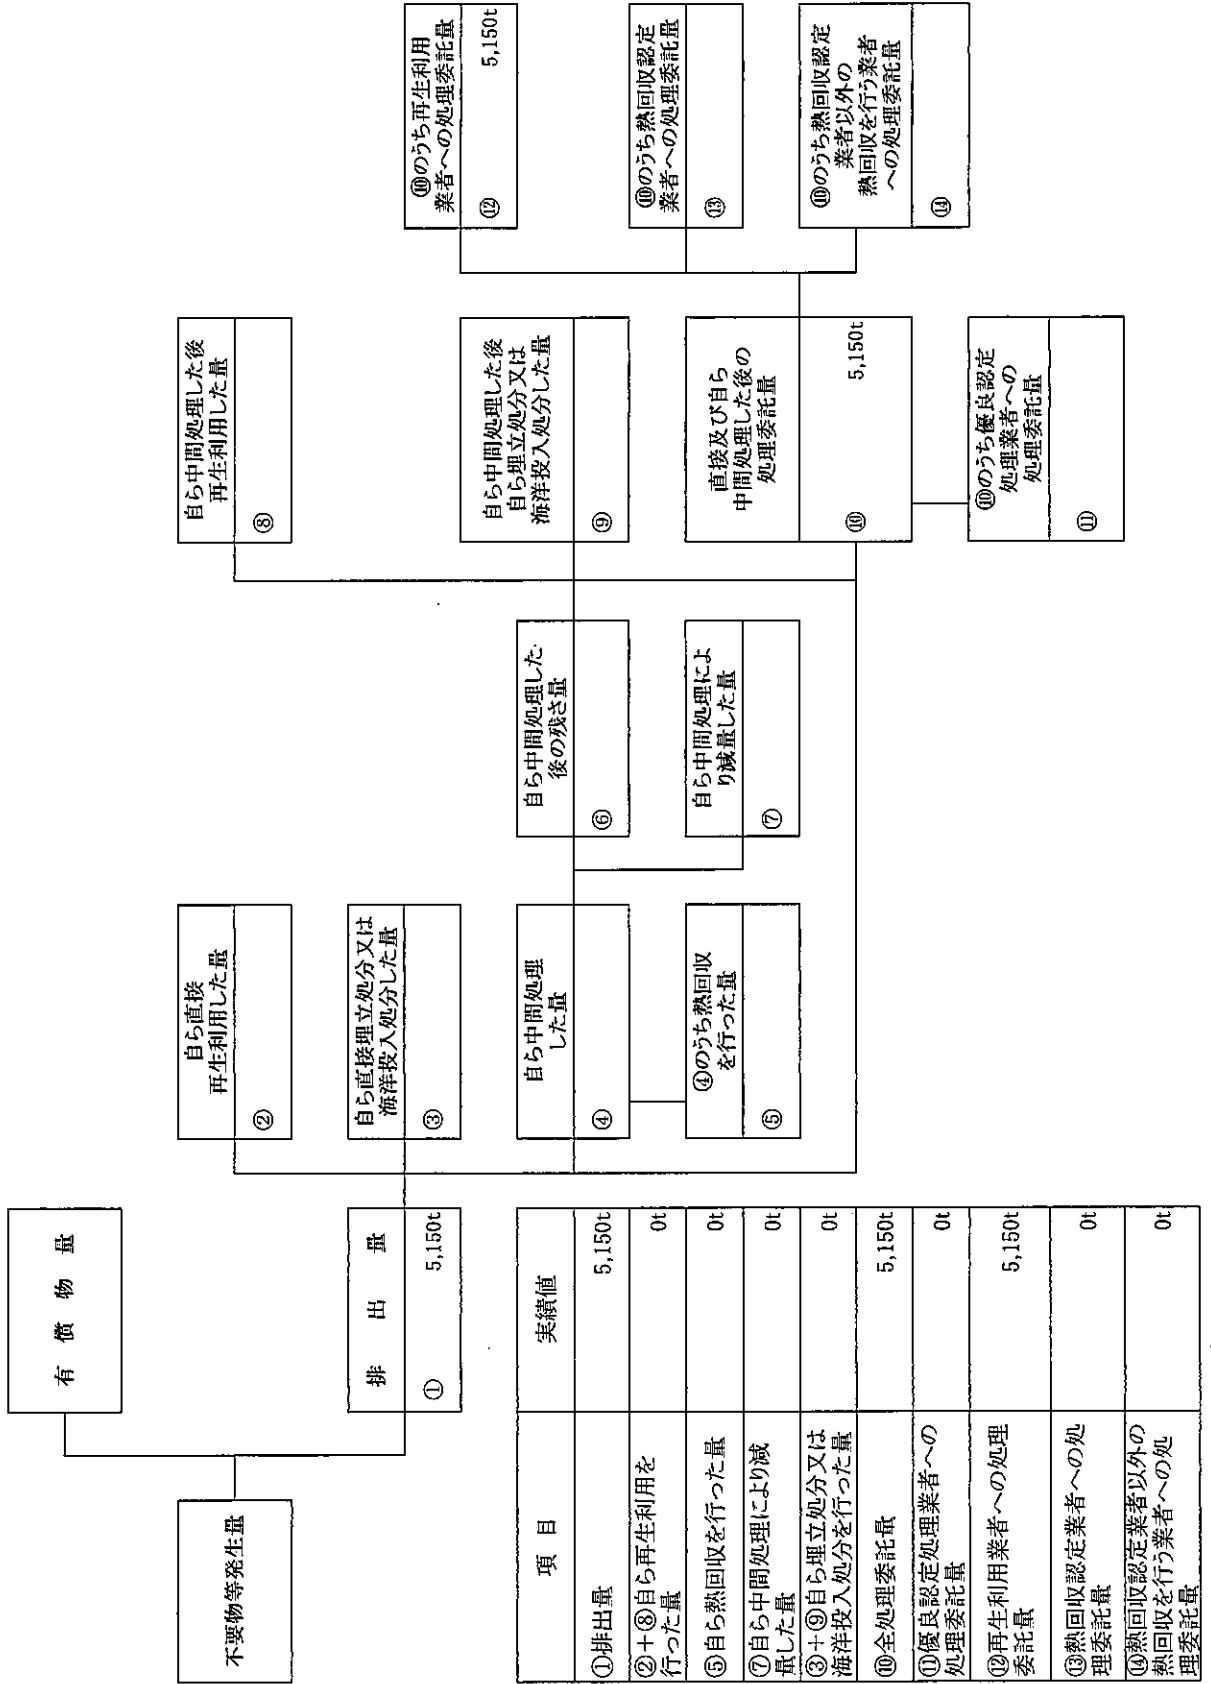 不要物等発生量
有償物量
排出量
① 5,150t
自ら直接
再生利用した量
②
自ら直接埋立処分又は
海洋投入処分した量
③
自ら中間処理
した量
④
④のうち熱回収
を行った量
⑤
自ら中間処理した
後の残さ量
⑥
自ら中間処理によ
り減量した量
⑦
自ら中間処理した後
再生利用した量
⑧
自ら中間処理した後
自ら埋立処分又は
海洋投入処分した量
⑨
直接及び自ら
中間処理した後の
処理委託量
⑩ 5,150t
⑩のうち優良認定
処理業者への
処理委託量
⑪
⑩のうち再生利用
業者への処理委託量
⑫ 5,150t
⑩のうち熱回収認定
業者への処理委託量
⑬
⑩のうち熱回収認定
業者以外の
熱回収を行う業者
への処理委託量
⑭
項目 実績値
①排出量 5,150t
②+⑧自ら再生利用を
行った量 0t
⑤自ら熱回収を行った量 0t
⑦自ら中間処理により減
量した量 0t
③+⑨自ら埋立処分又は
海洋投入処分を行った量 0t
⑩全処理委託量 5,150t
⑪優良認定処理業者への
処理委託量 0t
⑫再生利用業者への処理
委託量 5,150t
⑬熱回収認定業者への処
理委託量 0t
⑭熱回収認定業者以外の
熱回収を行う業者への処
理委託量 0t